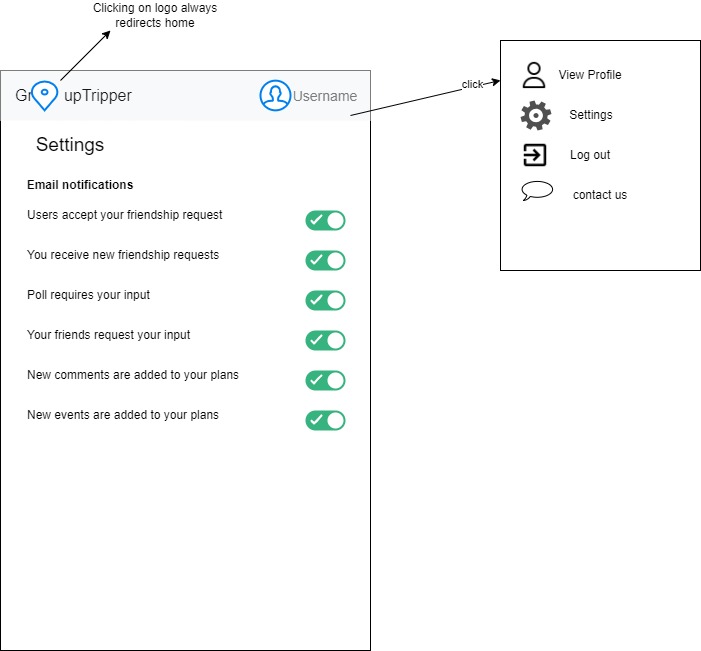 Clicking on logo always
redirects home
Gr upTripper
Username
click
View Profile
Settings
Log out
contact us
Settings
Email notifications
Users accept your friendship request
You receive new friendship requests
Poll requires your input
Your friends request your input
New comments are added to your plans
New events are added to your plans